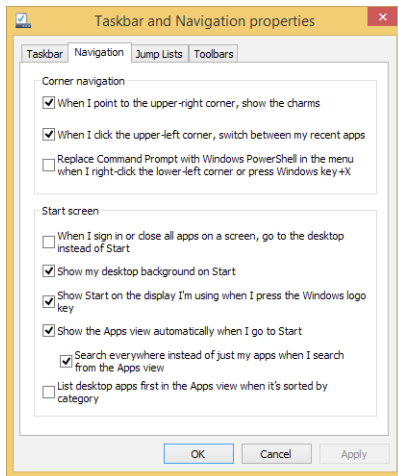 Taskbar and Navigation properties
Taskbar Navigation Jump Lists Toolbars
Corner navigation
When I point to the upper-right corner, show the charms
When I click the upper-left corner, switch between my recent apps
Replace Command Prompt with Windows PowerShell in the menu
when I right-click the lower-left corner or press Windows key+X
Start screen
When I sign in or close all apps on a screen, go to the desktop
instead of Start
Show my desktop background on Start
Show Start on the display I'm using when I press the Windows logo
key
Show the Apps view automatically when I go to Start
Search everywhere instead of just my apps when I search
from the Apps view
List desktop apps first in the Apps view when it's sorted by
category
OK Cancel Apply